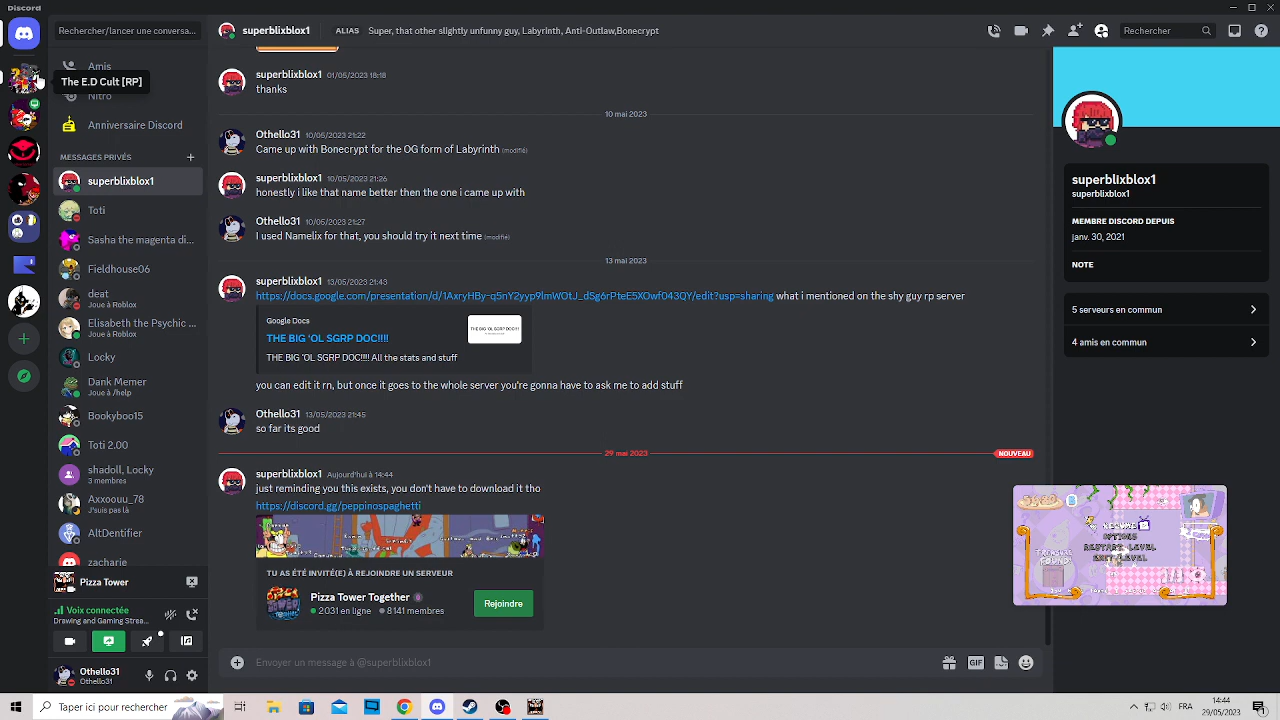 Discord
Rechercher/lancer une conversa...
superblixblox1
ALIAS Super, that other slightly unfunny guy, Labyrinth, Anti-Outlaw,Bonecrypt
Rechercher
Amis
The E.D Cult [RP]
Nitro
Anniversaire Discord
MESSAGES PRIVÉS
superblixblox1
Toti
Sasha the magenta di...
Fieldhouse06
deat
Joue à Roblox
Elisabeth the Psychic ...
Joue à Roblox
Locky
Dank Memer
Joue à /help
Bookyboo15
Toti 2.00
shadoll, Locky
3 membres
Axxoouu_78
J'suis pas là
AltDentifier
zacharie
Pizza Tower
Voix connectée
Drawing and Gaming Strea...
Othello31
Othello31
superblixblox1 01/05/2023 18:18
thanks
10 mai 2023
Othello31 10/05/2023 21:22
Came up with Bonecrypt for the OG form of Labyrinth (modifié)
superblixblox1 10/05/2023 21:26
honestly i like that name better then the one i came up with
Othello31 10/05/2023 21:27
I used Namelix for that, you should try it next time (modifié)
13 mai 2023
superblixblox1 13/05/2023 21:43
https://docs.google.com/presentation/d/1AxryHBy-q5nY2yyp9lmWOtJ_dSg6rPteE5XOwf043QY/edit?usp=sharing what i mentioned on the shy guy rp server
Google Docs
THE BIG 'OL SGRP DOC!!!!
THE BIG 'OL SGRP DOC!!!! All the stats and stuff
THE BIG 'OL SGRP DOC!!!!
you can edit it rn, but once it goes to the whole server you're gonna have to ask me to add stuff
Othello31 13/05/2023 21:45
so far its good
29 mai 2023
NOUVEAU
superblixblox1 Aujourd'hui à 14:44
just reminding you this exists, you don't have to download it tho
https://discord.gg/peppinospaghetti
TU AS ÉTÉ INVITÉ(E) À REJOINDRE UN SERVEUR
Pizza Tower Together
2031 en ligne 8141 membres
Rejoindre
Envoyer un message à @superblixblox1
GIF
superblixblox1
superblixblox1
MEMBRE DISCORD DEPUIS
janv. 30, 2021
NOTE
5 serveurs en commun
4 amis en commun
OPTIONS
RESTART LEVEL
EXIT LEVEL
Taper ici pour rechercher
FRA
14:44
29/05/2023
1